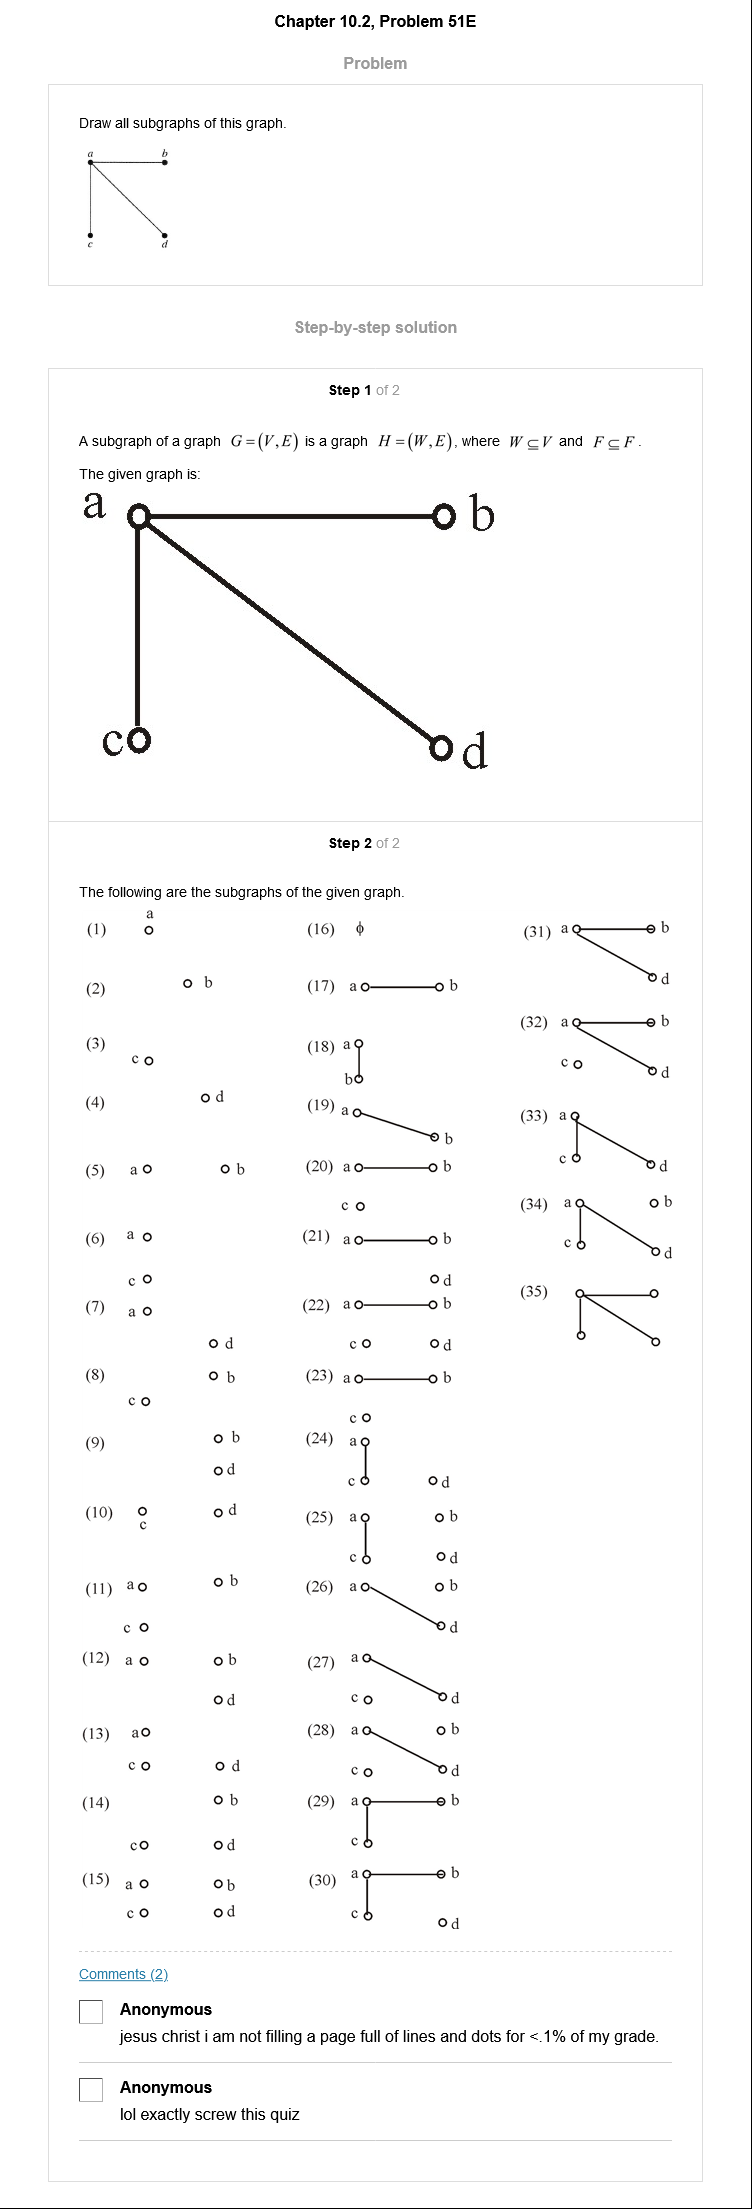 Chapter 10.2, Problem 51E
Problem
Draw all subgraphs of this graph.
a b
c d
Step-by-step solution
Step 1 of 2
A subgraph of a graph G=(V,E) is a graph H=(W,E), where W⊆V and F⊆F.
The given graph is:
a b
c d
Step 2 of 2
The following are the subgraphs of the given graph.
(1) a
(2) b
(3) c
(4) d
(5) a b
(6) a
c
(7) a
d
(8) b
c
(9) b
d
(10) d
c
(11) a b
c
(12) a b
d
(13) a
c d
(14) b
c d
(15) a b
c d
(16) ϕ
(17) a b
(18) a
b
(19) a
b
(20) a b
c
(21) a b
d
(22) a b
c d
(23) a b
c
(24) a
c d
(25) a b
c d
(26) a b
d
(27) a
c d
(28) a b
c d
(29) a b
c
(30) a b
c d
(31) a b
d
(32) a b
c d
(33) a
c d
(34) a b
c d
(35)
Comments (2)
Anonymous
jesus christ i am not filling a page full of lines and dots for <.1% of my grade.
Anonymous
lol exactly screw this quiz